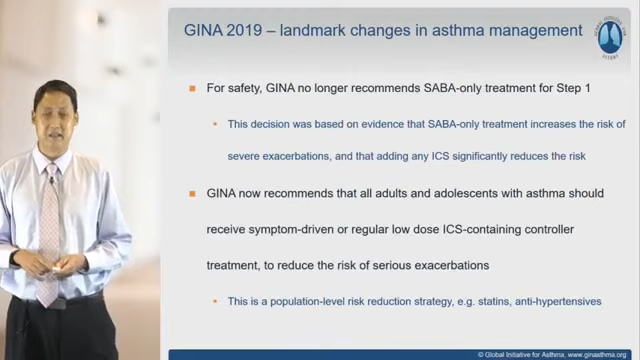 GINA 2019 – landmark changes in asthma management
For safety, GINA no longer recommends SABA-only treatment for Step 1
This decision was based on evidence that SABA-only treatment increases the risk of
severe exacerbations, and that adding any ICS significantly reduces the risk
GINA now recommends that all adults and adolescents with asthma should
receive symptom-driven or regular low dose ICS-containing controller
treatment, to reduce the risk of serious exacerbations
This is a population-level risk reduction strategy, e.g. statins, anti-hypertensives
© Global Initiative for Asthma, www.ginasthma.org